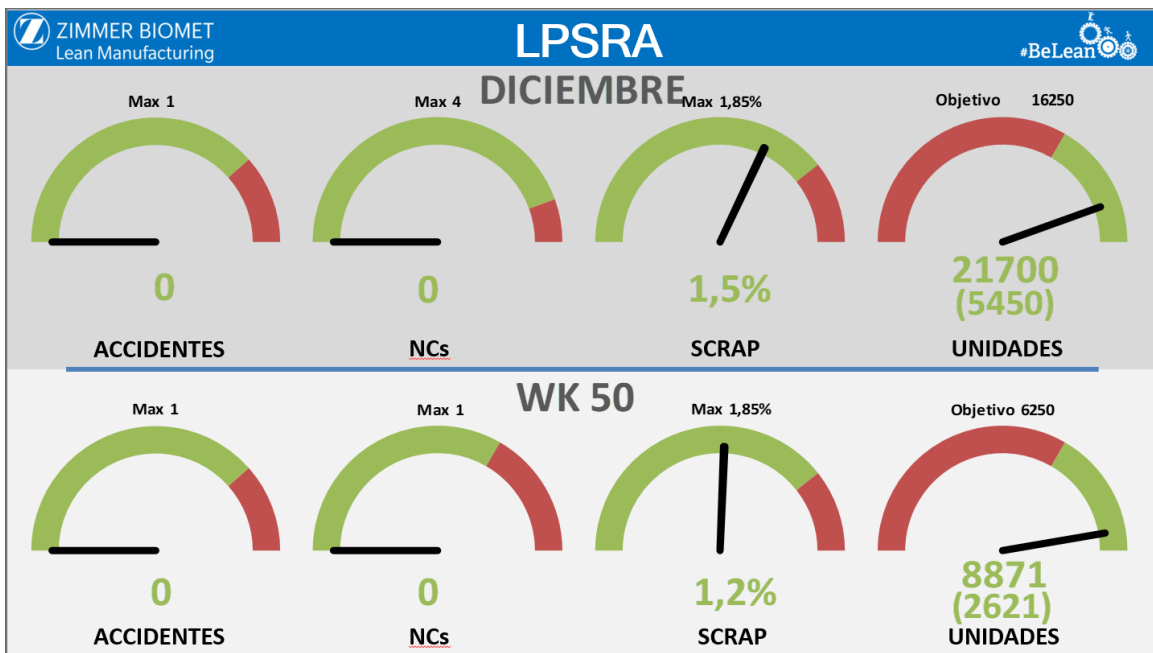 ZIMMER BIOMET
Lean Manufacturing
LPSRA
#BeLean
DICIEMBRE
Max 1
Max 4
Max 1,85%
Objetivo 16250
0
0
1,5%
21700
(5450)
ACCIDENTES
NCs
SCRAP
UNIDADES
WK 50
Max 1
Max 1
Max 1,85%
Objetivo 6250
0
0
1,2%
8871
(2621)
ACCIDENTES
NCs
SCRAP
UNIDADES